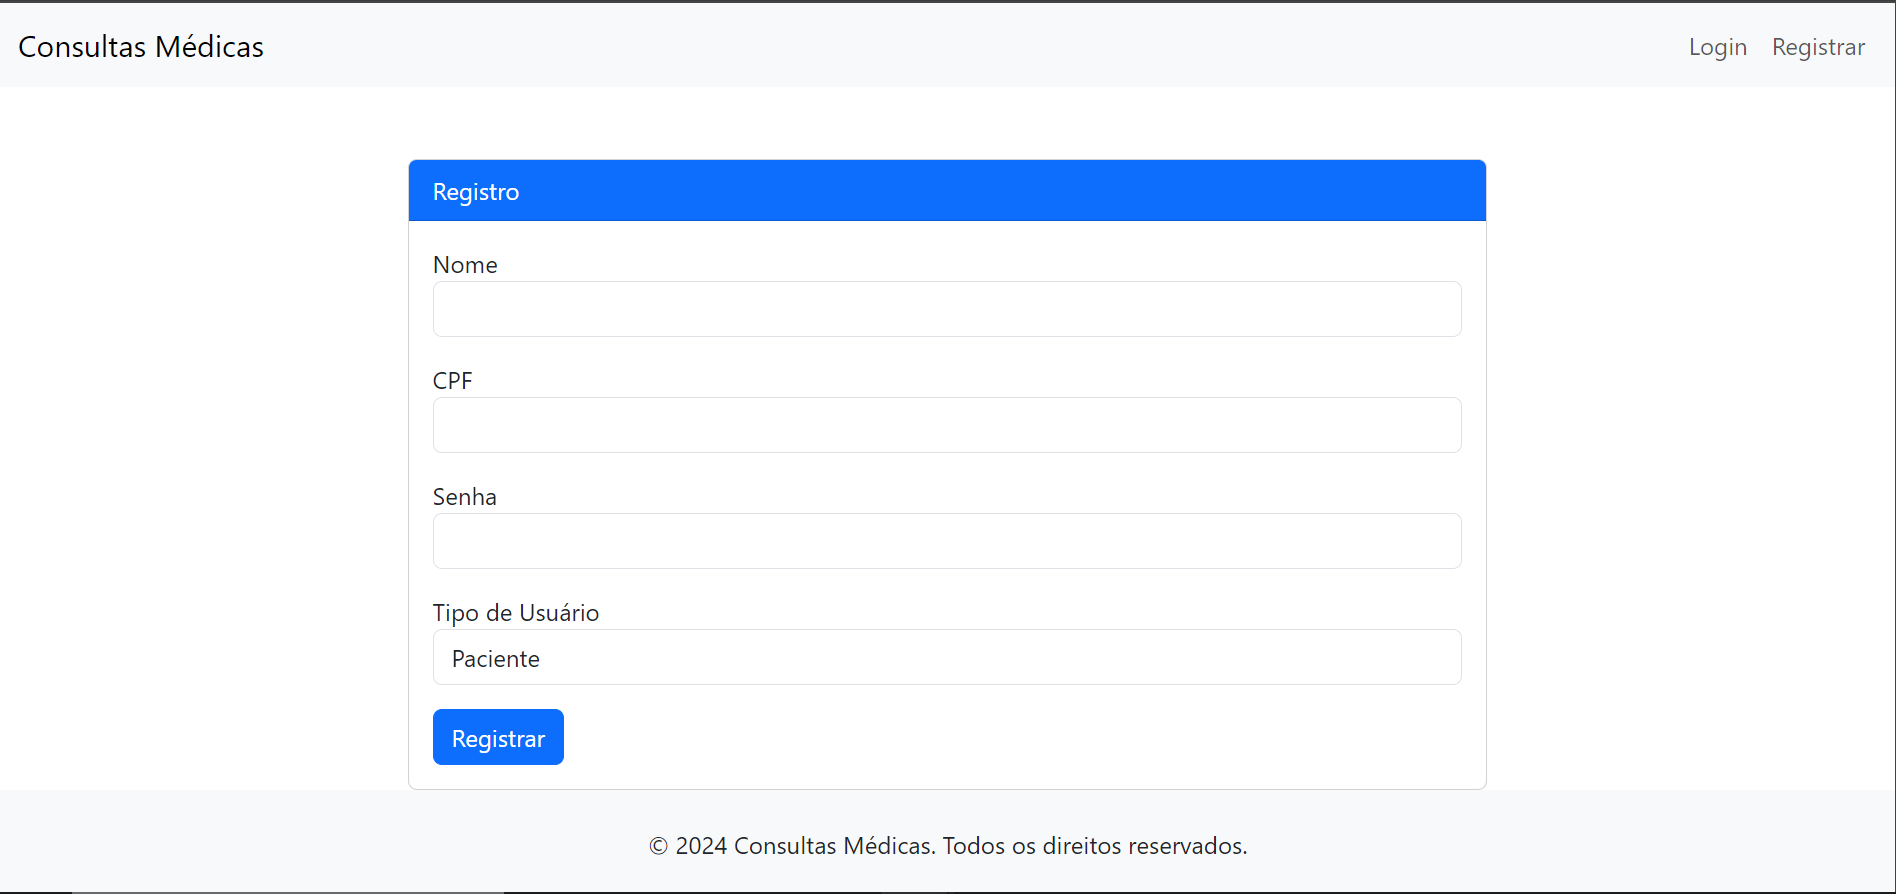 Consultas Médicas
Login Registrar
Registro
Nome
CPF
Senha
Tipo de Usuário
Paciente
Registrar
© 2024 Consultas Médicas. Todos os direitos reservados.